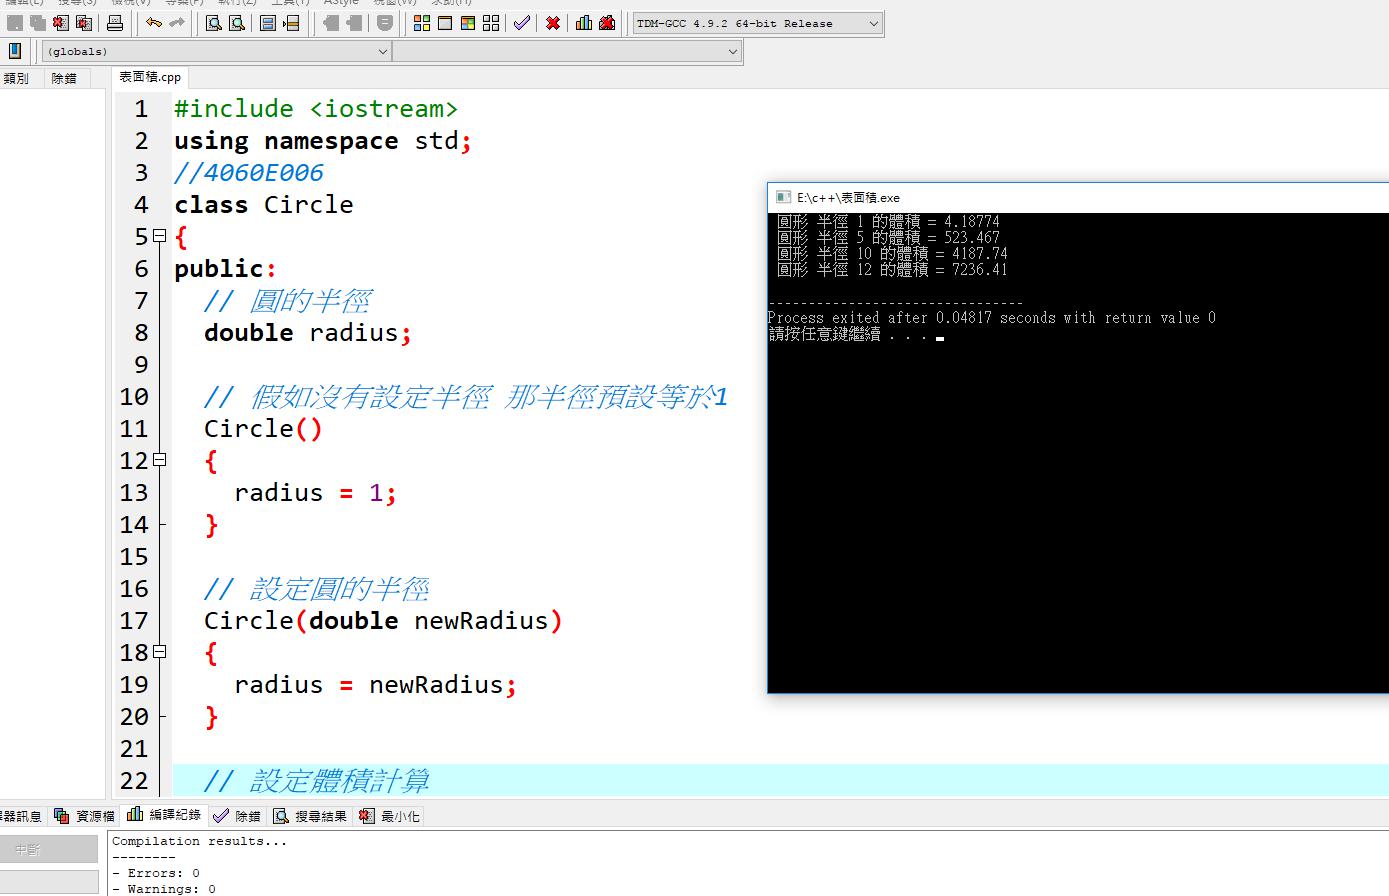 TDM-GCC 4.9.2 64-bit Release
(globals)
類別 除錯 表面積.cpp
1 #include <iostream>
2 using namespace std;
3 //4060E006
4 class Circle
5 {
6 public:
7 // 圓的半徑
8 double radius;
9
10 // 假如沒有設定半徑 那半徑預設等於1
11 Circle()
12 {
13 radius = 1;
14 }
15
16 // 設定圓的半徑
17 Circle(double newRadius)
18 {
19 radius = newRadius;
20 }
21
22 // 設定體積計算
E:\c++\表面積.exe
圓形 半徑 1 的體積 = 4.18774
圓形 半徑 5 的體積 = 523.467
圓形 半徑 10 的體積 = 4187.74
圓形 半徑 12 的體積 = 7236.41
--------------------------------
Process exited after 0.04817 seconds with return value 0
請按任意鍵繼續 . . .
器訊息 資源檔 編譯紀錄 除錯 搜尋結果 最小化
中斷
Compilation results...
--------
- Errors: 0
- Warnings: 0